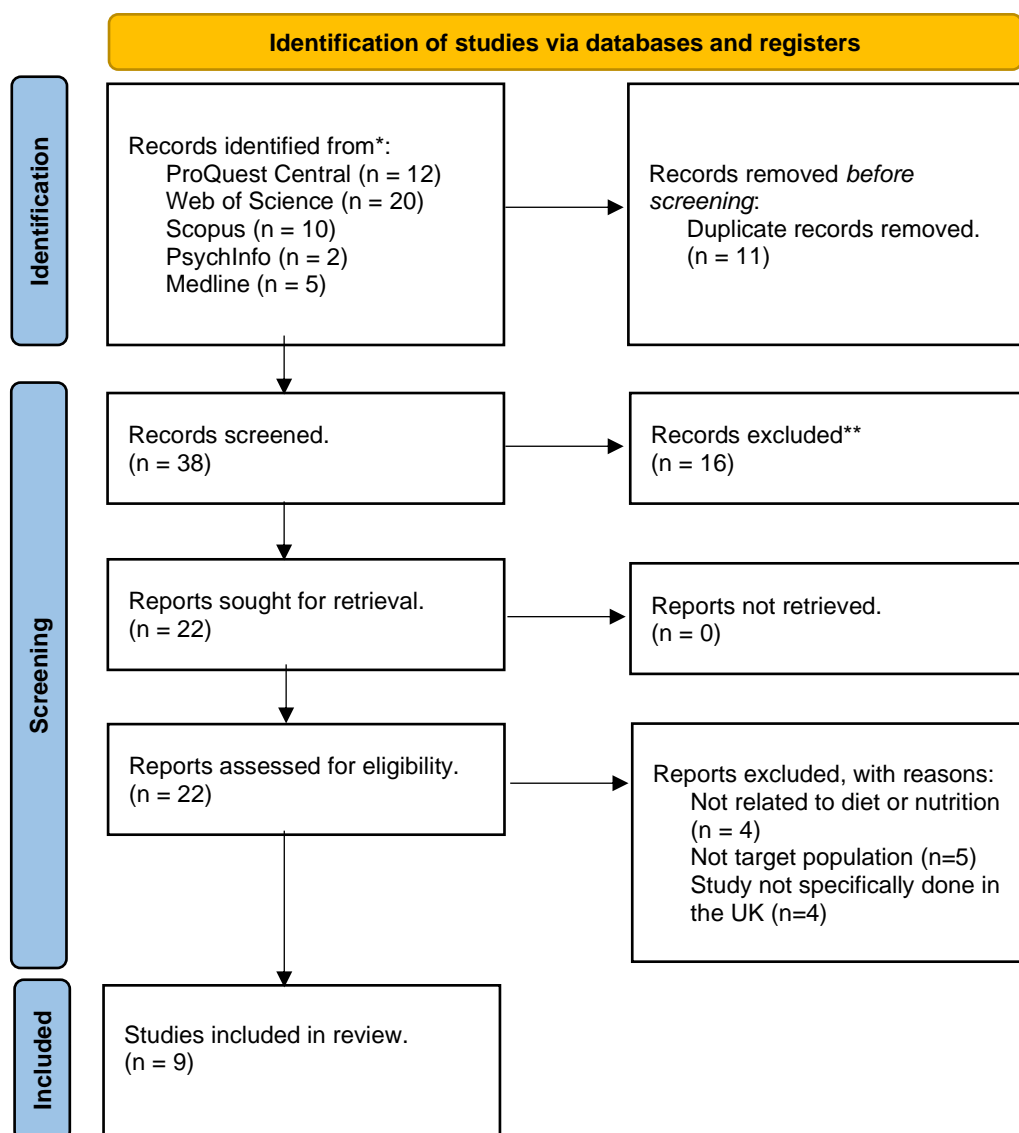 Identification of studies via databases and registers
Identification
Records identified from*:
ProQuest Central (n = 12)
Web of Science (n = 20)
Scopus (n = 10)
PsychInfo (n = 2)
Medline (n = 5)
Records removed before
screening:
Duplicate records removed.
(n = 11)
Screening
Records screened.
(n = 38)
Records excluded**
(n = 16)
Reports sought for retrieval.
(n = 22)
Reports not retrieved.
(n = 0)
Reports assessed for eligibility.
(n = 22)
Reports excluded, with reasons:
Not related to diet or nutrition
(n = 4)
Not target population (n=5)
Study not specifically done in
the UK (n=4)
Included
Studies included in review.
(n = 9)